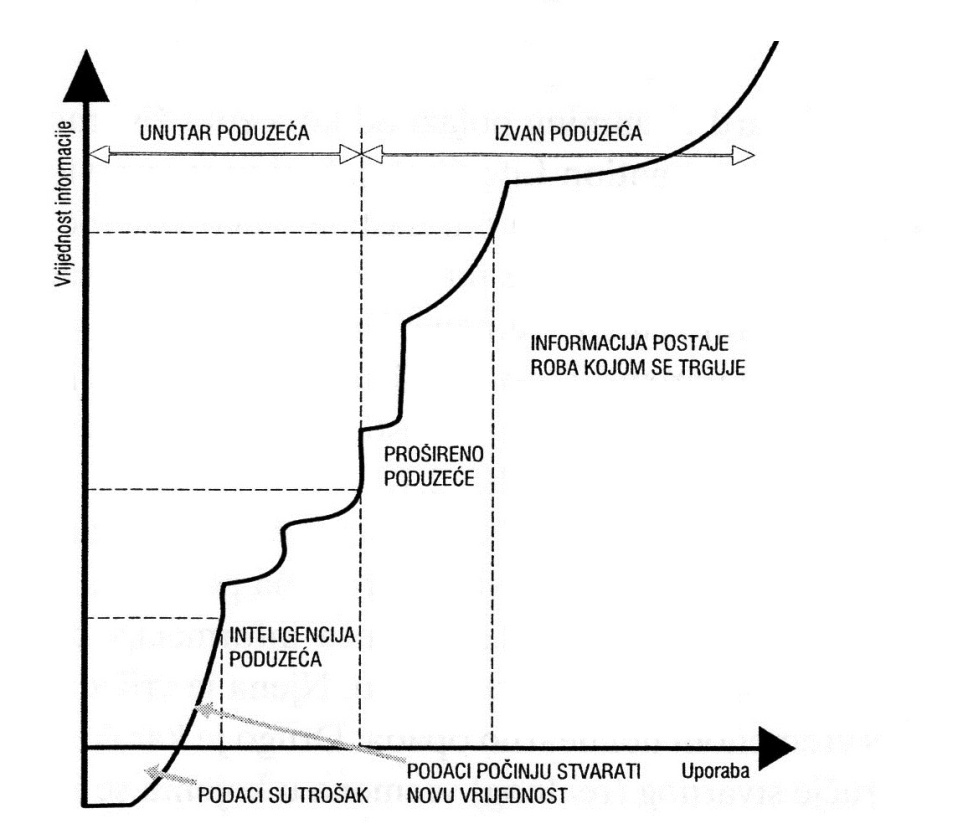 UNUTAR PODUZEĆA
IZVAN PODUZEĆA
Vrijednost informacije
INFORMACIJA POSTAJE
ROBA KOJOM SE TRGUJE
PROŠIRENO
PODUZEĆE
INTELIGENCIJA
PODUZEĆA
PODACI POČINJU STVARATI
NOVU VRIJEDNOST
Uporaba
PODACI SU TROŠAK